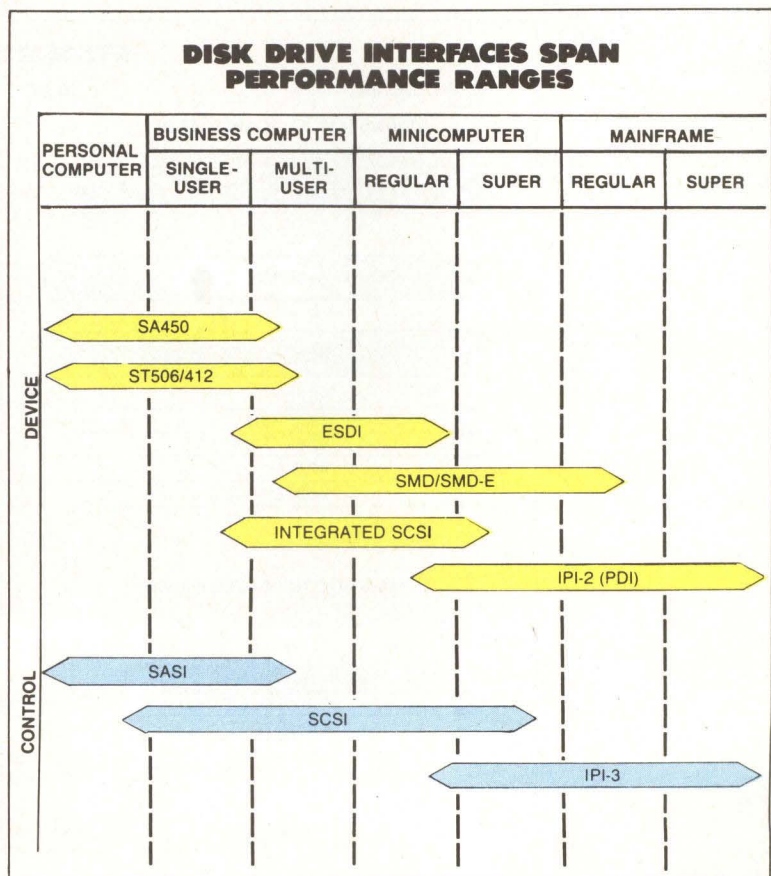 DISK DRIVE INTERFACES SPAN
PERFORMANCE RANGES
PERSONAL
COMPUTER
BUSINESS COMPUTER
MINICOMPUTER
MAINFRAME
SINGLE-
USER
MULTI-
USER
REGULAR
SUPER
REGULAR
SUPER
DEVICE
SA450
ST506/412
ESDI
SMD/SMD-E
INTEGRATED SCSI
IPI-2 (PDI)
CONTROL
SASI
SCSI
IPI-3